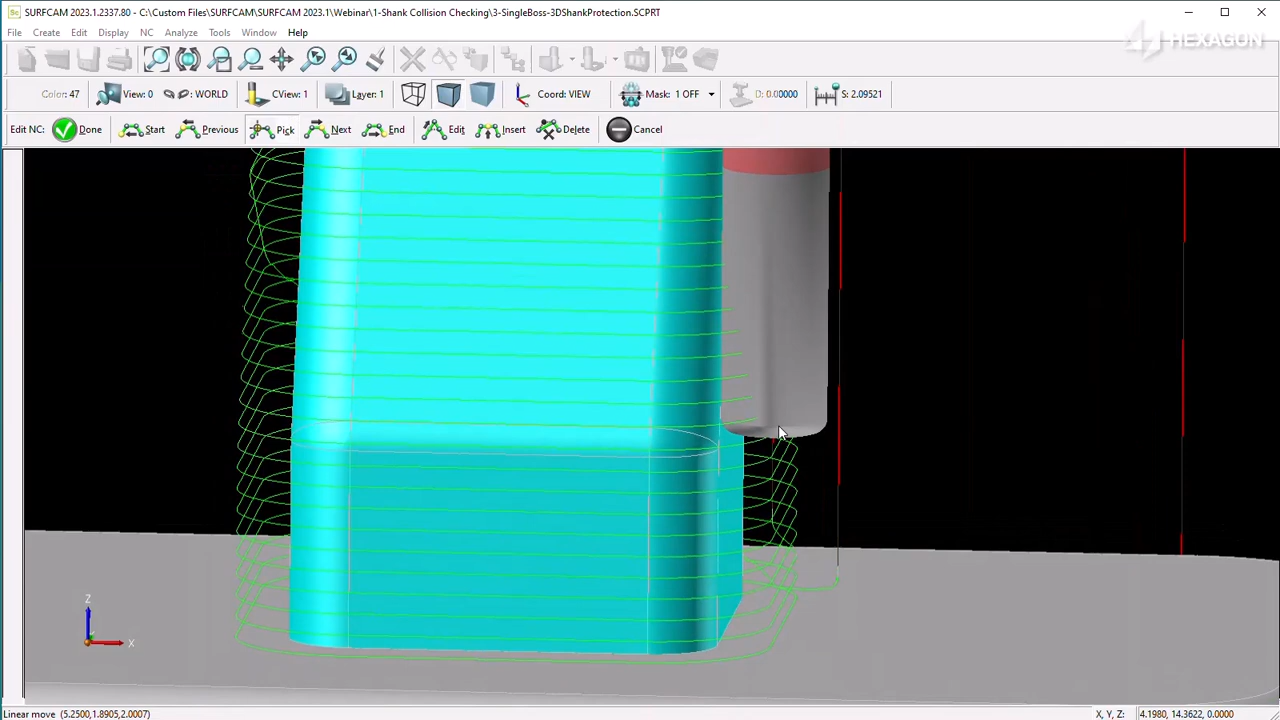 SURFCAM 2023.1.2337.80 - C:\Custom Files\SURFCAM\SURFCAM 2023.1\Webinar\1-Shank Collision Checking\3-SingleBoss-3DShankProtection.SCPRT
HEXAGON
File Create Edit Display NC Analyze Tools Window Help
Color: 47 View: 0 P: WORLD CView: 1 Layer: 1 Coord: VIEW Mask: 1 OFF D: 0.00000 S: 2.09521
Edit NC: Done Start Previous Pick Next End Edit Insert Delete Cancel
Z
X
Linear move (5.2500,1.8905,2.0007) X, Y, Z: 4.1980, 14.3622, 0.0000